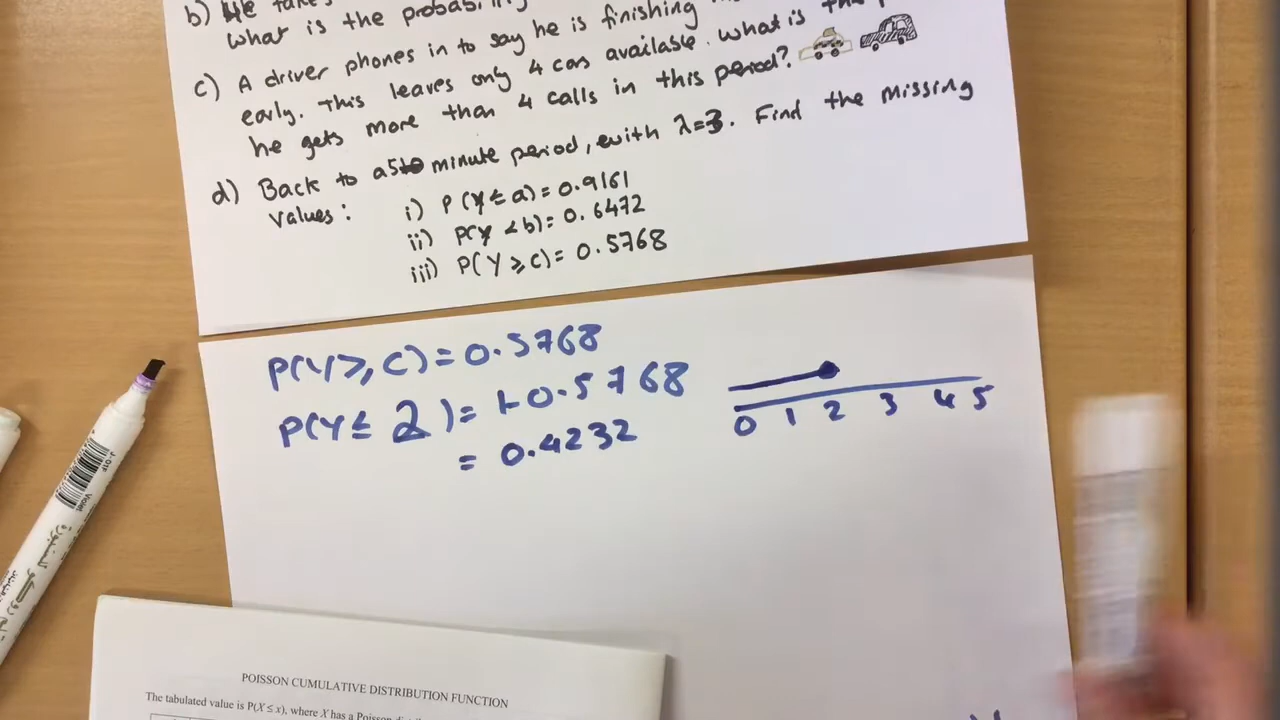 b) He takes
what is the probability
c) A driver phones in to say he is finishing
early. This leaves only 4 cars available. What is the
he gets more than 4 calls in this period?
d) Back to a 5 minute period, with λ=3. Find the missing
values:
i) P(Y≤a)=0.9161
ii) P(Y<b)=0.6472
iii) P(Y≥c)=0.5768
P(Y≥c)=0.5768
P(Y≤2)=1-0.5768
=0.4232
0 1 2 3 4 5
J-01F
Violet
POISSON CUMULATIVE DISTRIBUTION FUNCTION
The tabulated value is P(X ≤ x), where X has a Poisson